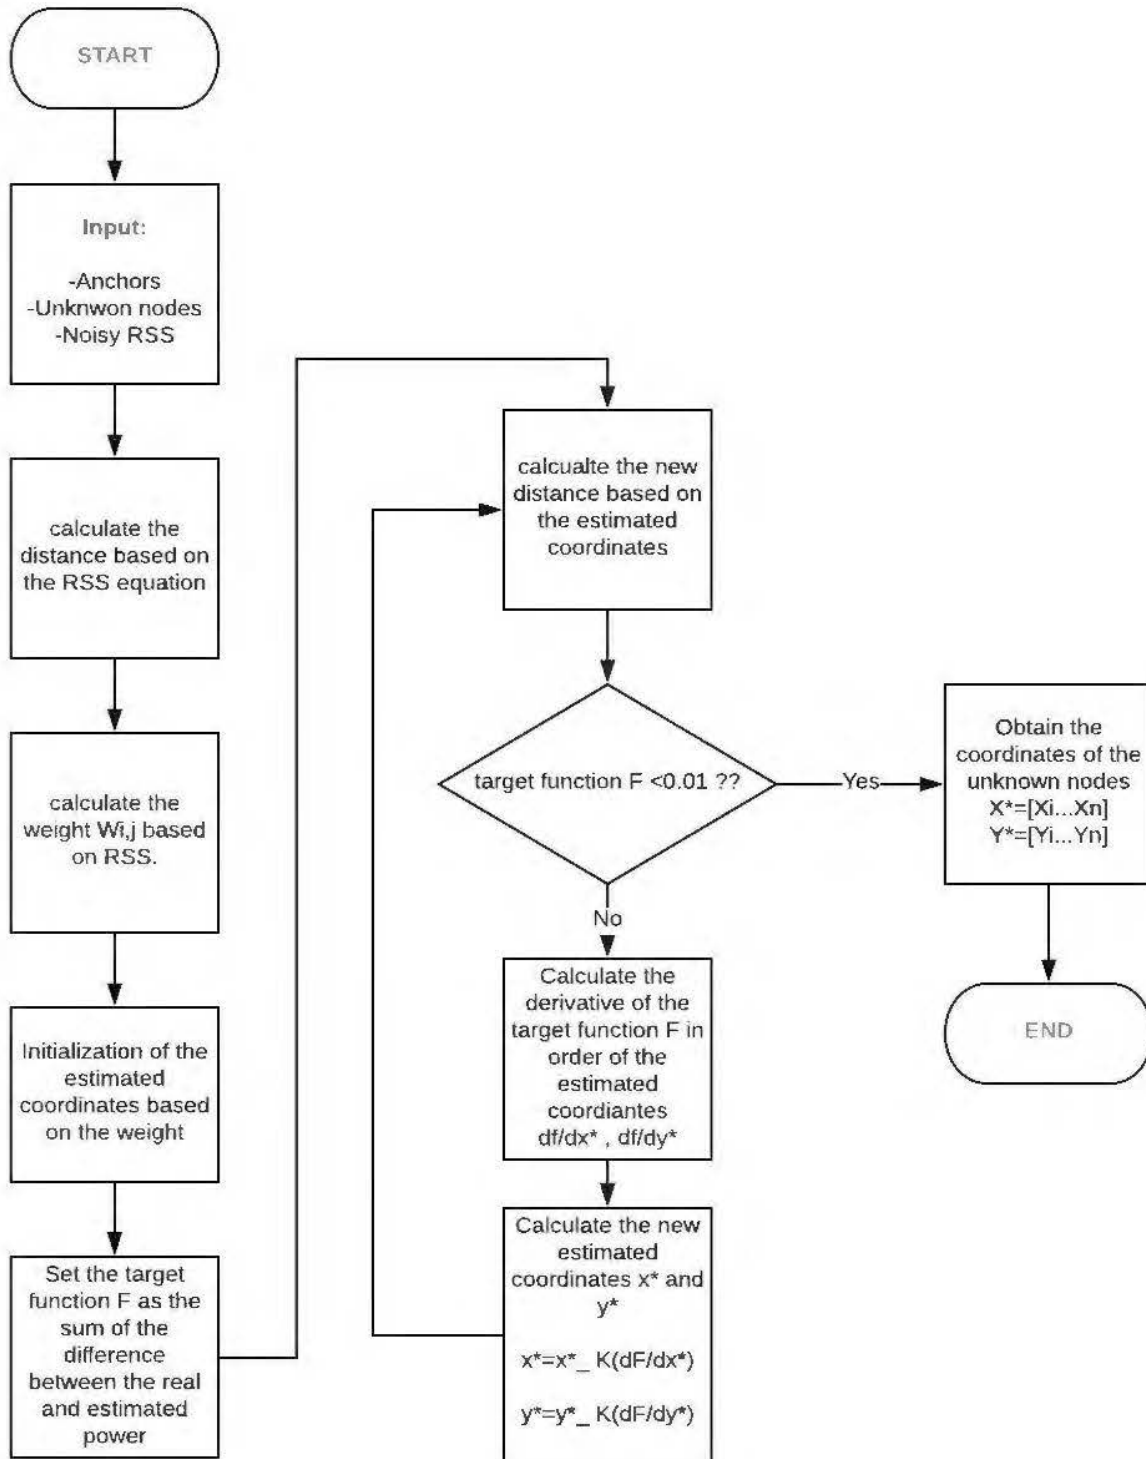 START
Input:
-Anchors
-Unknwon nodes
-Noisy RSS
calculate the
distance based on
the RSS equation
calculate the
weight Wi,j based
on RSS.
Initialization of the
estimated
coordinates based
on the weight
Set the target
function F as the
sum of the
difference
between the real
and estimated
power
calcualte the new
distance based on
the estimated
coordinates
target function F <0.01 ??
Yes
No
Calculate the
derivative of the
target function F in
order of the
estimated
coordiantes
df/dx* , df/dy*
Calculate the new
estimated
coordinates x* and
y*
x*=x*_ K(dF/dx*)
y*=y*_ K(dF/dy*)
Obtain the
coordinates of the
unknown nodes
X*=[Xi...Xn]
Y*=[Yi...Yn]
END